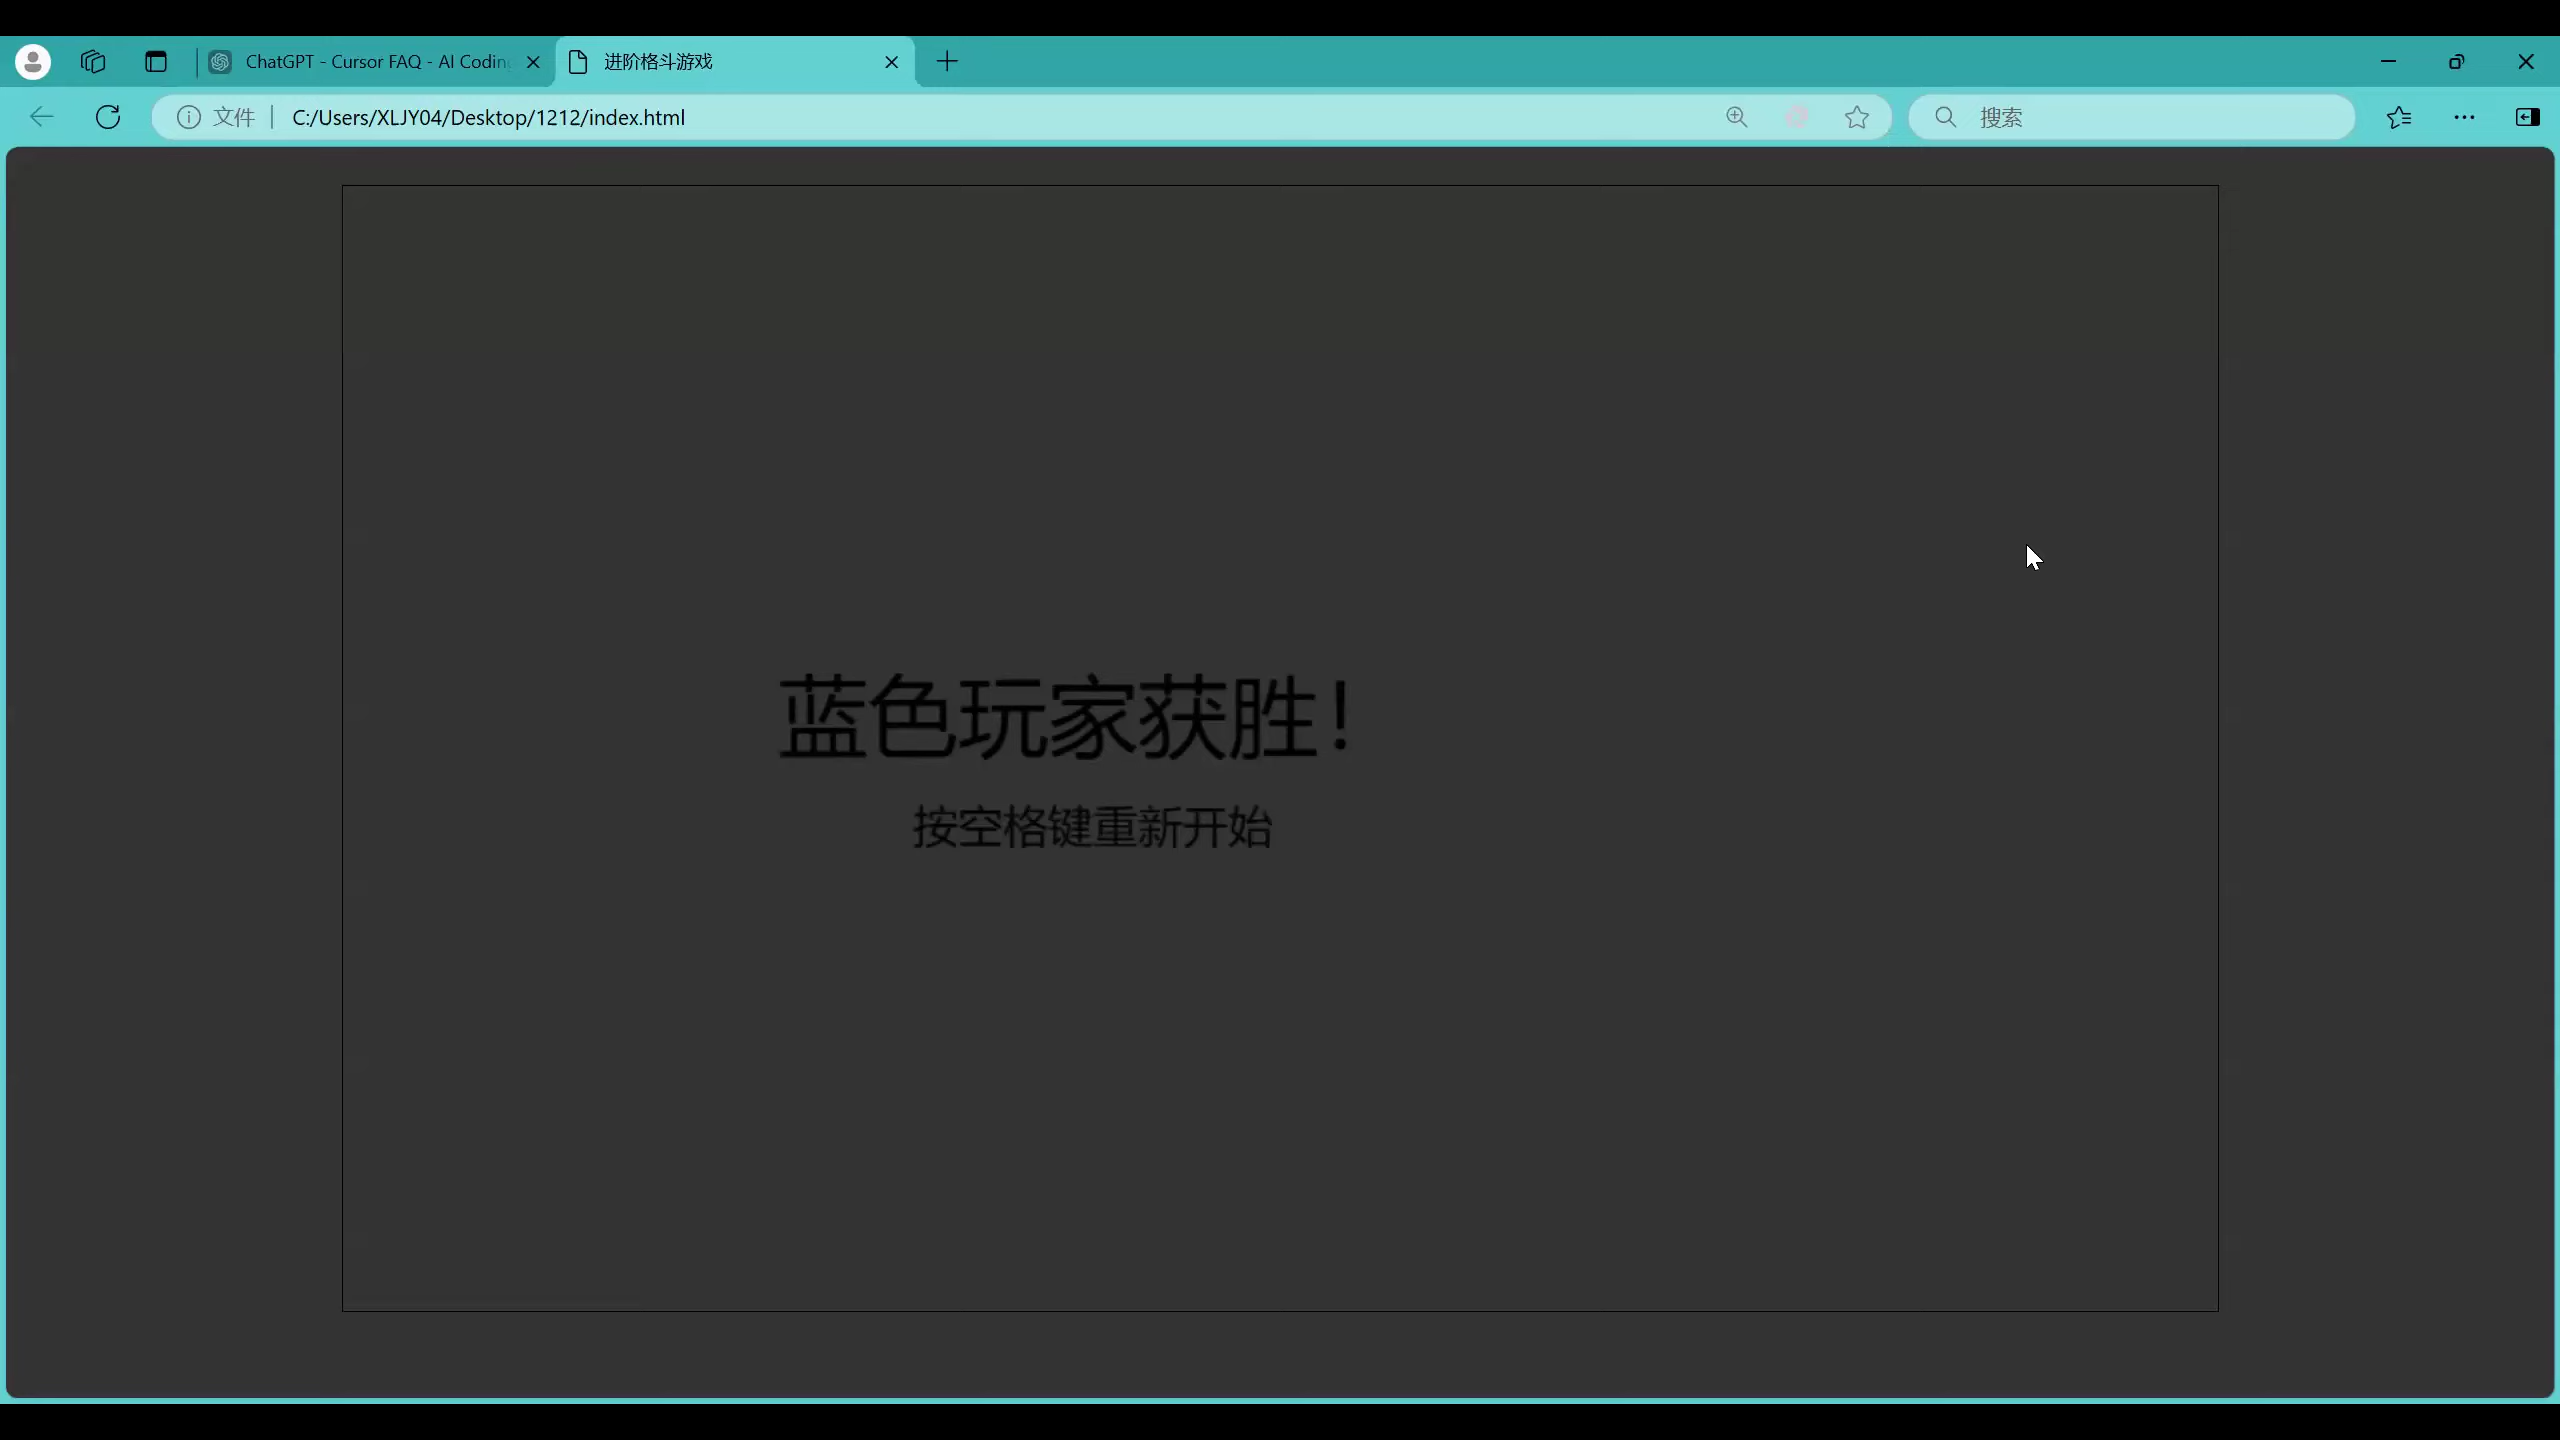 ChatGPT - Cursor FAQ - AI Codin
进阶格斗游戏
文件 C:/Users/XLJY04/Desktop/1212/index.html
搜索
蓝色玩家获胜！
按空格键重新开始